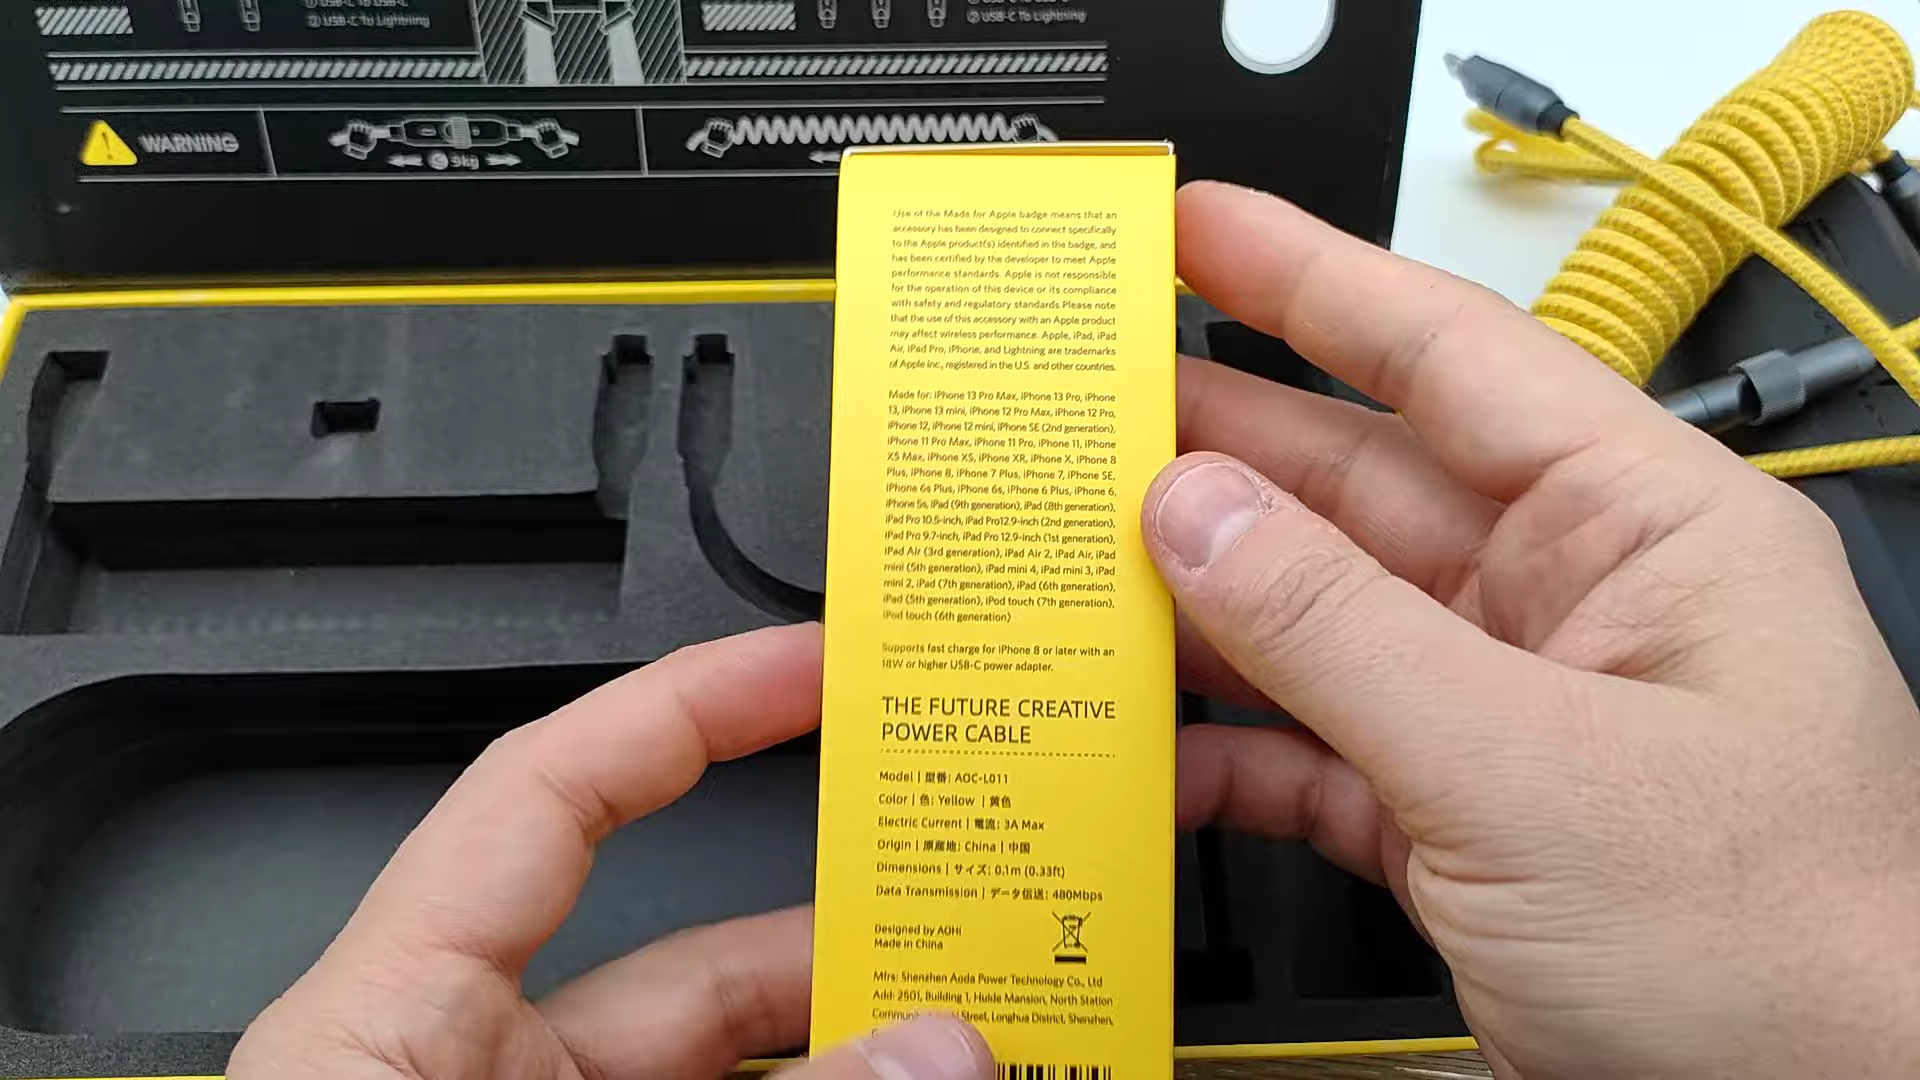 ① USB-C To USB-C
② USB-C To Lightning
② USB-C To Lightning
WARNING
Use of the Made for Apple badge means that an
accessory has been designed to connect specifically
to the Apple product(s) identified in the badge, and
has been certified by the developer to meet Apple
performance standards. Apple is not responsible
for the operation of this device or its compliance
with safety and regulatory standards.Please note
that the use of this accessory with an Apple product
may affect wireless performance. Apple, iPad, iPad
Air, iPad Pro, iPhone, and Lightning are trademarks
of Apple Inc., registered in the U.S. and other countries.
Made for: iPhone 13 Pro Max, iPhone 13 Pro, iPhone
13, iPhone 13 mini, iPhone 12 Pro Max, iPhone 12 Pro,
iPhone 12, iPhone 12 mini, iPhone SE (2nd generation),
iPhone 11 Pro Max, iPhone 11 Pro, iPhone 11, iPhone
XS Max, iPhone XS, iPhone XR, iPhone X, iPhone 8
Plus, iPhone 8, iPhone 7 Plus, iPhone 7, iPhone SE,
iPhone 6s Plus, iPhone 6s, iPhone 6 Plus, iPhone 6,
iPhone 5s, iPad (9th generation), iPad (8th generation),
iPad Pro 10.5-inch, iPad Pro12.9-inch (2nd generation),
iPad Pro 9.7-inch, iPad Pro 12.9-inch (1st generation),
iPad Air (3rd generation), iPad Air 2, iPad Air, iPad
mini (5th generation), iPad mini 4, iPad mini 3, iPad
mini 2, iPad (7th generation), iPad (6th generation),
iPad (5th generation), iPod touch (7th generation),
iPod touch (6th generation)
Supports fast charge for iPhone 8 or later with an
18W or higher USB-C power adapter.
THE FUTURE CREATIVE
POWER CABLE
Model | 型番: AOC-L011
Color | 色: Yellow | 黄色
Electric Current | 電流: 3A Max
Origin | 原産地: China | 中国
Dimensions | サイズ: 0.1m (0.33ft)
Data Transmission | データ伝送: 480Mbps
Designed by AOHi
Made in China
Mfrs: Shenzhen Aoda Power Technology Co., Ltd
Add: 2501, Building 1, Huide Mansion, North Station
Street, Longhua District, Shenzhen,